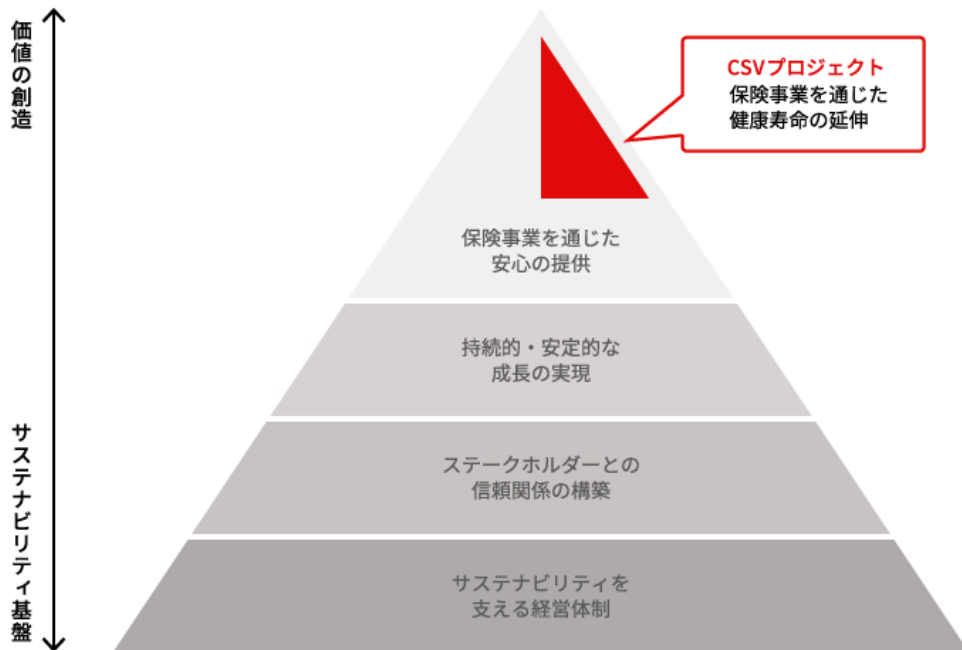 価値の創造
CSVプロジェクト
保険事業を通じた
健康寿命の延伸
保険事業を通じた
安心の提供
持続的・安定的な
成長の実現
ステークホルダーとの
信頼関係の構築
サステナビリティ基盤
サステナビリティを
支える経営体制